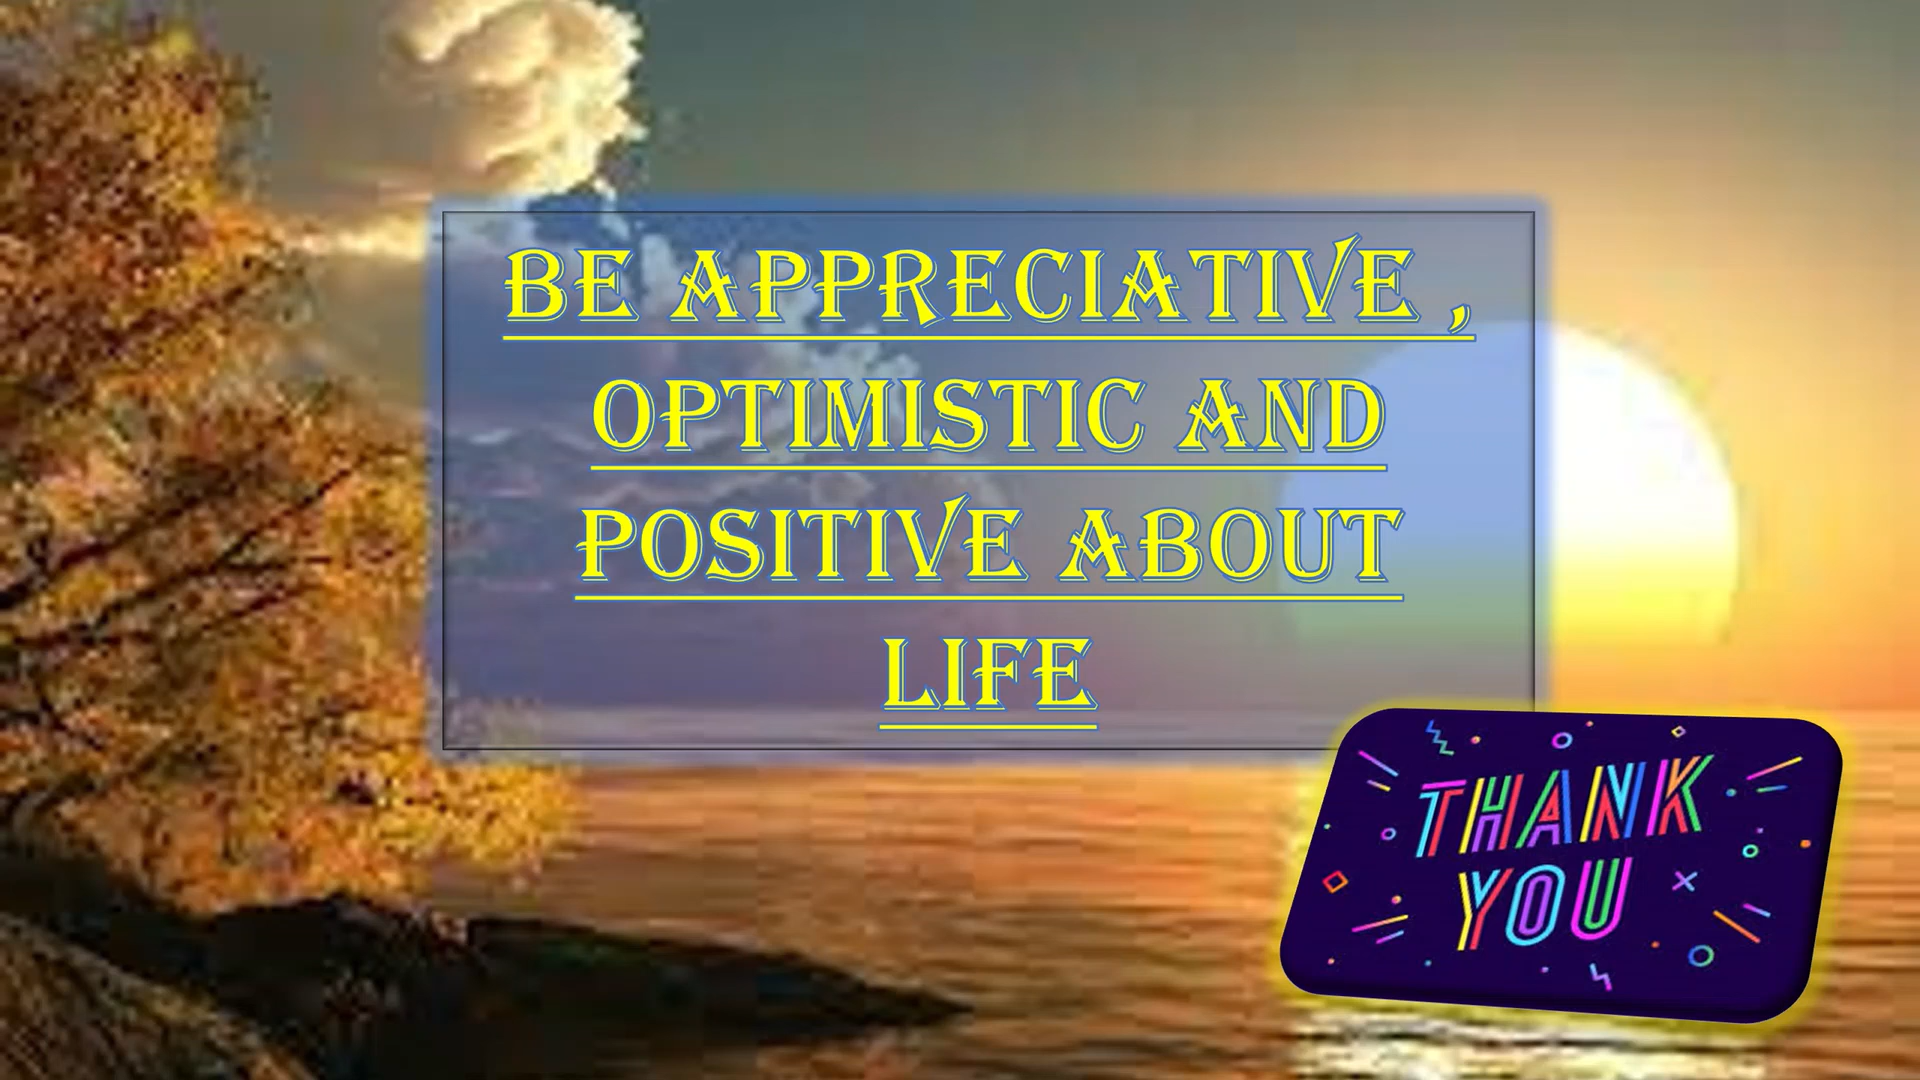 BE APPRECIATIVE ,
OPTIMISTIC AND
POSITIVE ABOUT
LIFE
THANK
YOU